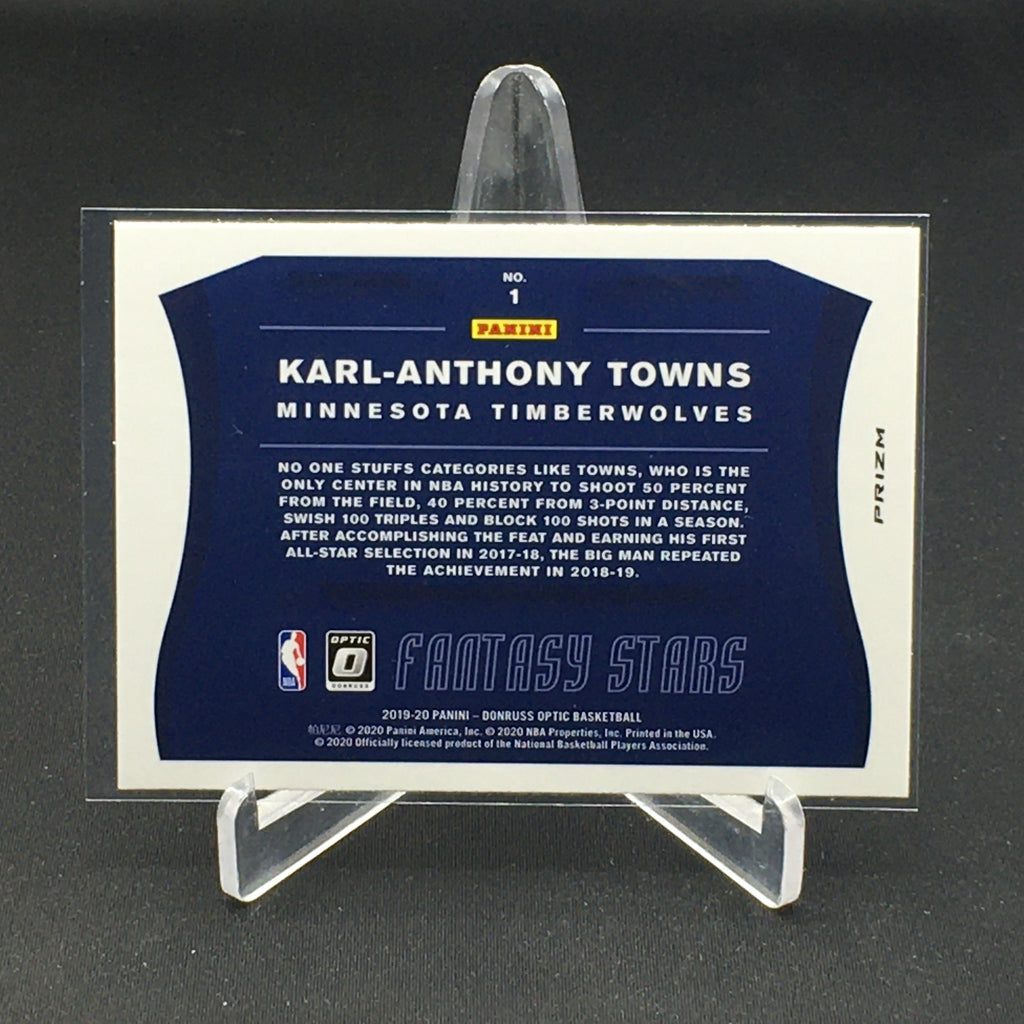 NO.
1
PANINI
KARL-ANTHONY TOWNS
MINNESOTA TIMBERWOLVES
NO ONE STUFFS CATEGORIES LIKE TOWNS, WHO IS THE
ONLY CENTER IN NBA HISTORY TO SHOOT 50 PERCENT
FROM THE FIELD, 40 PERCENT FROM 3-POINT DISTANCE,
SWISH 100 TRIPLES AND BLOCK 100 SHOTS IN A SEASON.
AFTER ACCOMPLISHING THE FEAT AND EARNING HIS FIRST
ALL-STAR SELECTION IN 2017-18, THE BIG MAN REPEATED
THE ACHIEVEMENT IN 2018-19.
PRIZM
NBA
OPTIC
DONRUSS
FANTASY STARS
2019-20 PANINI – DONRUSS OPTIC BASKETBALL
帕尼尼 © 2020 Panini America, Inc. © 2020 NBA Properties, Inc. Printed in the USA.
© 2020 Officially licensed product of the National Basketball Players Association.